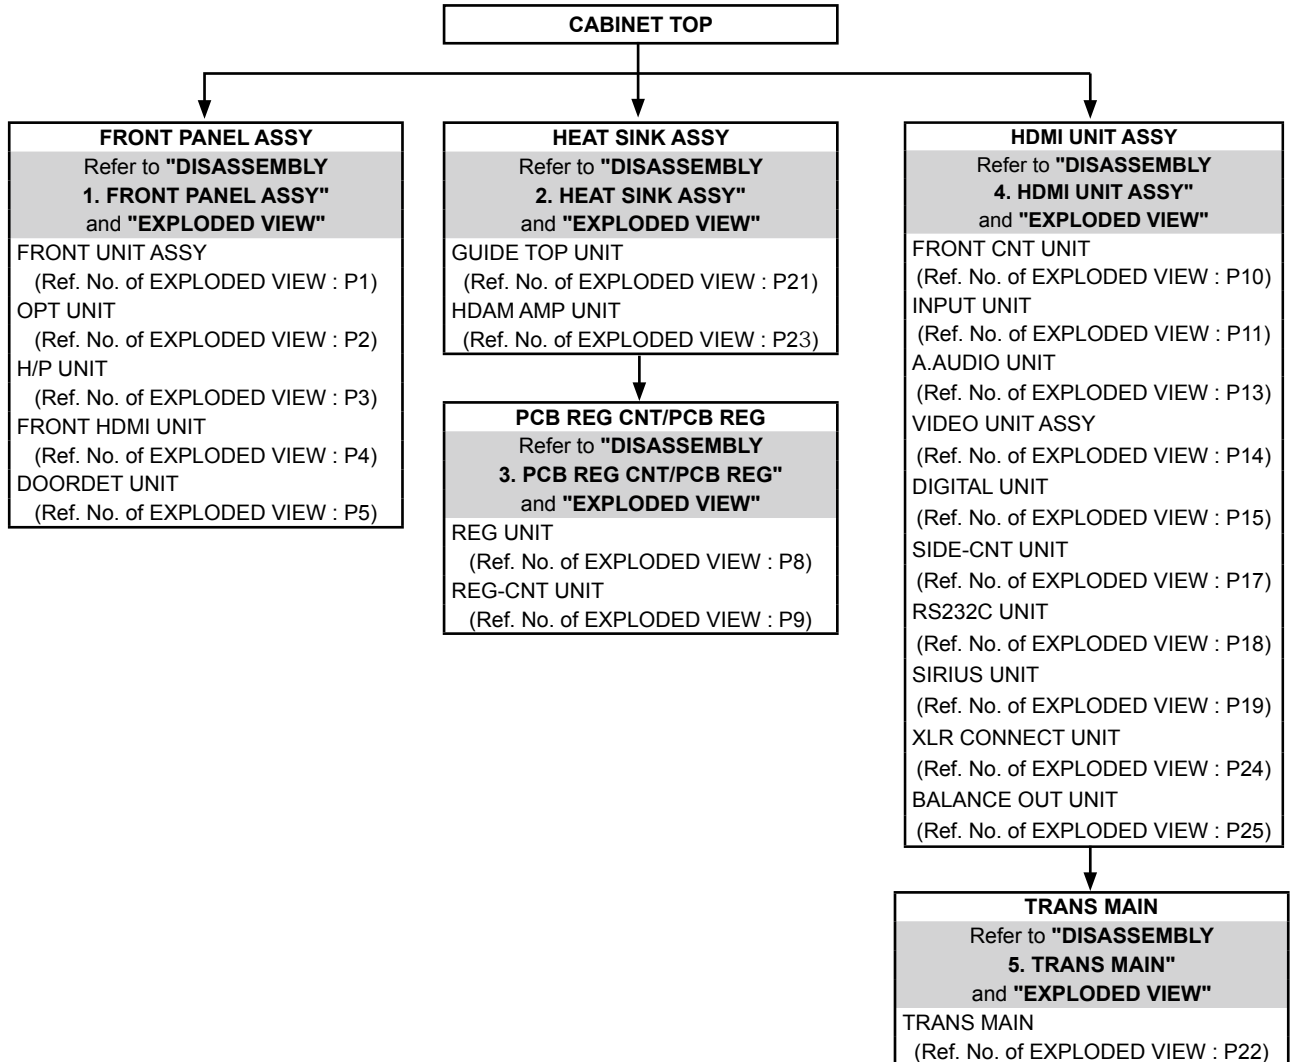 CABINET TOP
FRONT PANEL ASSY
Refer to "DISASSEMBLY
1. FRONT PANEL ASSY"
and "EXPLODED VIEW"
FRONT UNIT ASSY
(Ref. No. of EXPLODED VIEW : P1)
OPT UNIT
(Ref. No. of EXPLODED VIEW : P2)
H/P UNIT
(Ref. No. of EXPLODED VIEW : P3)
FRONT HDMI UNIT
(Ref. No. of EXPLODED VIEW : P4)
DOORDET UNIT
(Ref. No. of EXPLODED VIEW : P5)
HEAT SINK ASSY
Refer to "DISASSEMBLY
2. HEAT SINK ASSY"
and "EXPLODED VIEW"
GUIDE TOP UNIT
(Ref. No. of EXPLODED VIEW : P21)
HDAM AMP UNIT
(Ref. No. of EXPLODED VIEW : P23)
PCB REG CNT/PCB REG
Refer to "DISASSEMBLY
3. PCB REG CNT/PCB REG"
and "EXPLODED VIEW"
REG UNIT
(Ref. No. of EXPLODED VIEW : P8)
REG-CNT UNIT
(Ref. No. of EXPLODED VIEW : P9)
HDMI UNIT ASSY
Refer to "DISASSEMBLY
4. HDMI UNIT ASSY"
and "EXPLODED VIEW"
FRONT CNT UNIT
(Ref. No. of EXPLODED VIEW : P10)
INPUT UNIT
(Ref. No. of EXPLODED VIEW : P11)
A.AUDIO UNIT
(Ref. No. of EXPLODED VIEW : P13)
VIDEO UNIT ASSY
(Ref. No. of EXPLODED VIEW : P14)
DIGITAL UNIT
(Ref. No. of EXPLODED VIEW : P15)
SIDE-CNT UNIT
(Ref. No. of EXPLODED VIEW : P17)
RS232C UNIT
(Ref. No. of EXPLODED VIEW : P18)
SIRIUS UNIT
(Ref. No. of EXPLODED VIEW : P19)
XLR CONNECT UNIT
(Ref. No. of EXPLODED VIEW : P24)
BALANCE OUT UNIT
(Ref. No. of EXPLODED VIEW : P25)
TRANS MAIN
Refer to "DISASSEMBLY
5. TRANS MAIN"
and "EXPLODED VIEW"
TRANS MAIN
(Ref. No. of EXPLODED VIEW : P22)